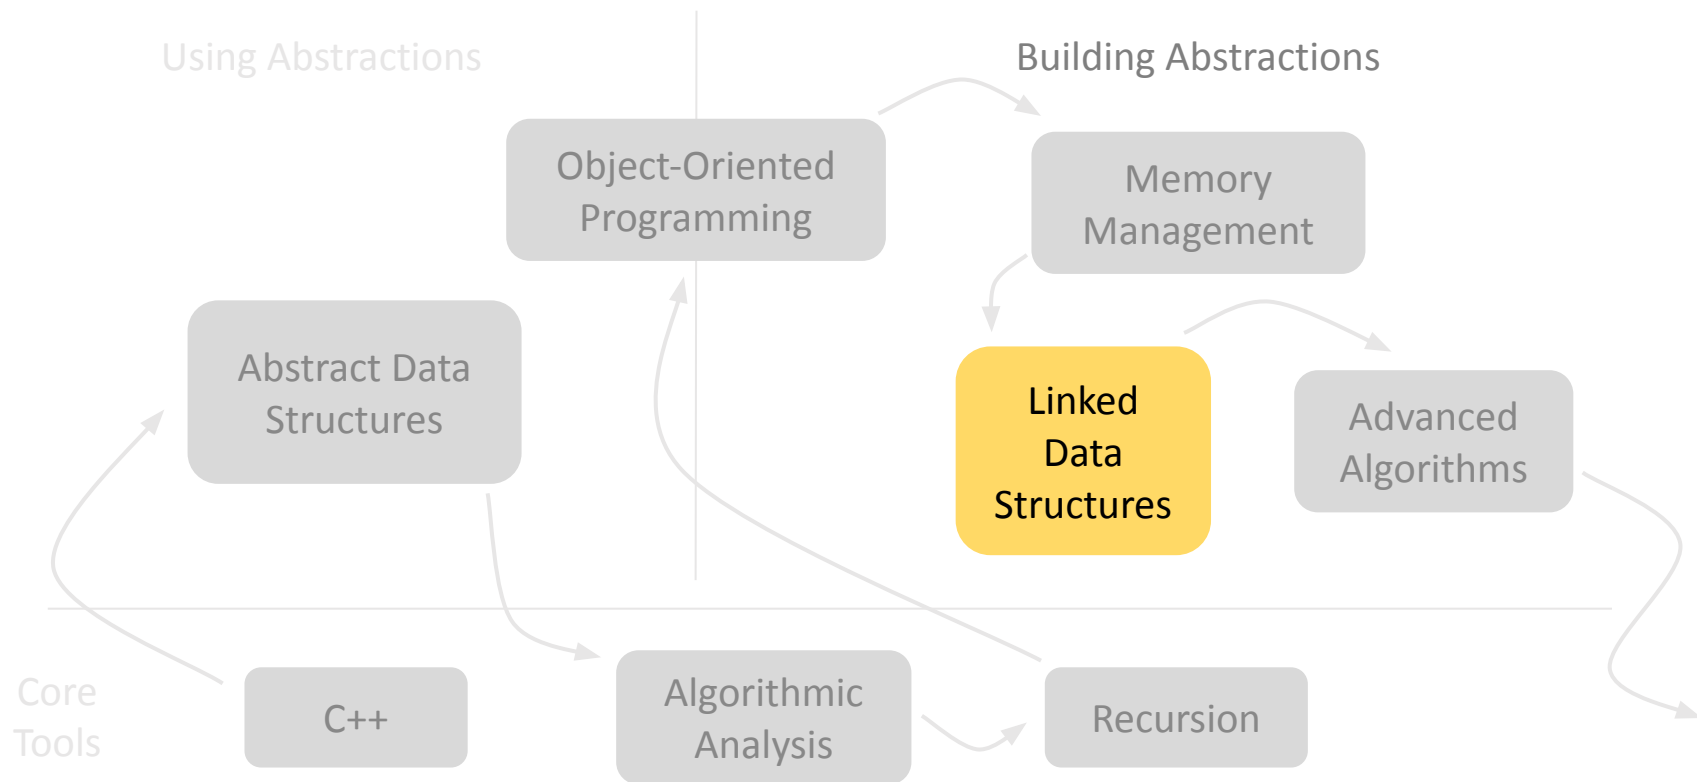 Using Abstractions
Building Abstractions
Object-Oriented
Programming
Memory
Management
Abstract Data
Structures
Linked
Data
Structures
Advanced
Algorithms
Core
Tools
C++
Algorithmic
Analysis
Recursion